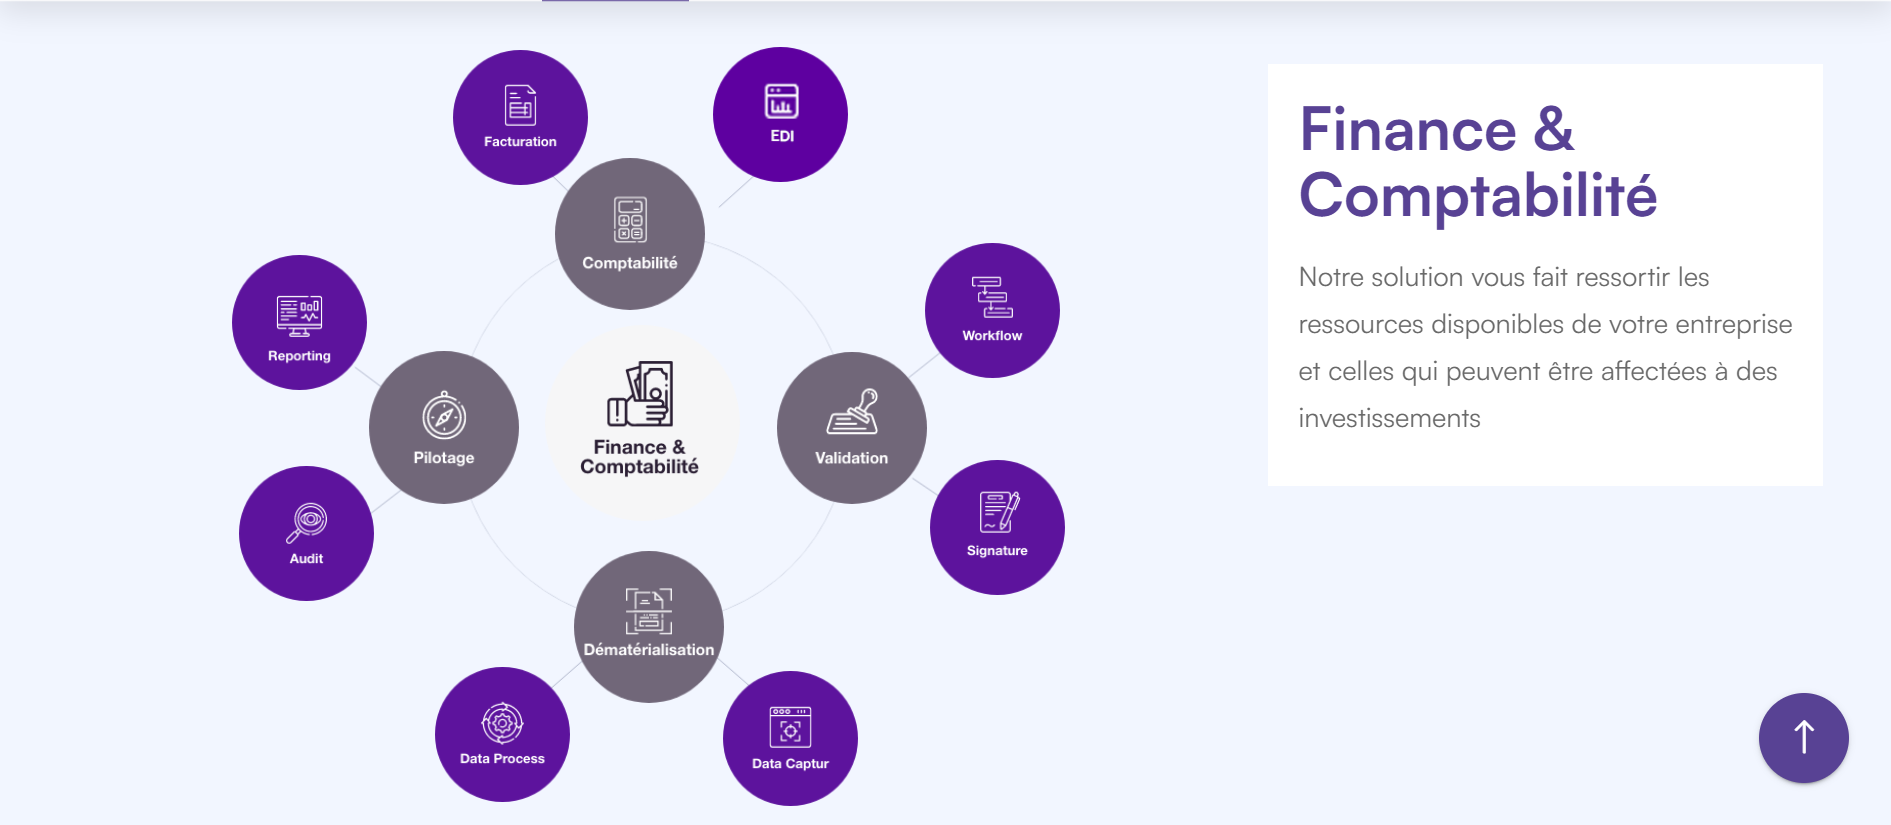 Facturation
EDI
Comptabilité
Reporting
Workflow
Pilotage
Finance &
Comptabilité
Validation
Audit
Signature
Dématérialisation
Data Process
Data Captur
Finance &
Comptabilité
Notre solution vous fait ressortir les
ressources disponibles de votre entreprise
et celles qui peuvent être affectées à des
investissements